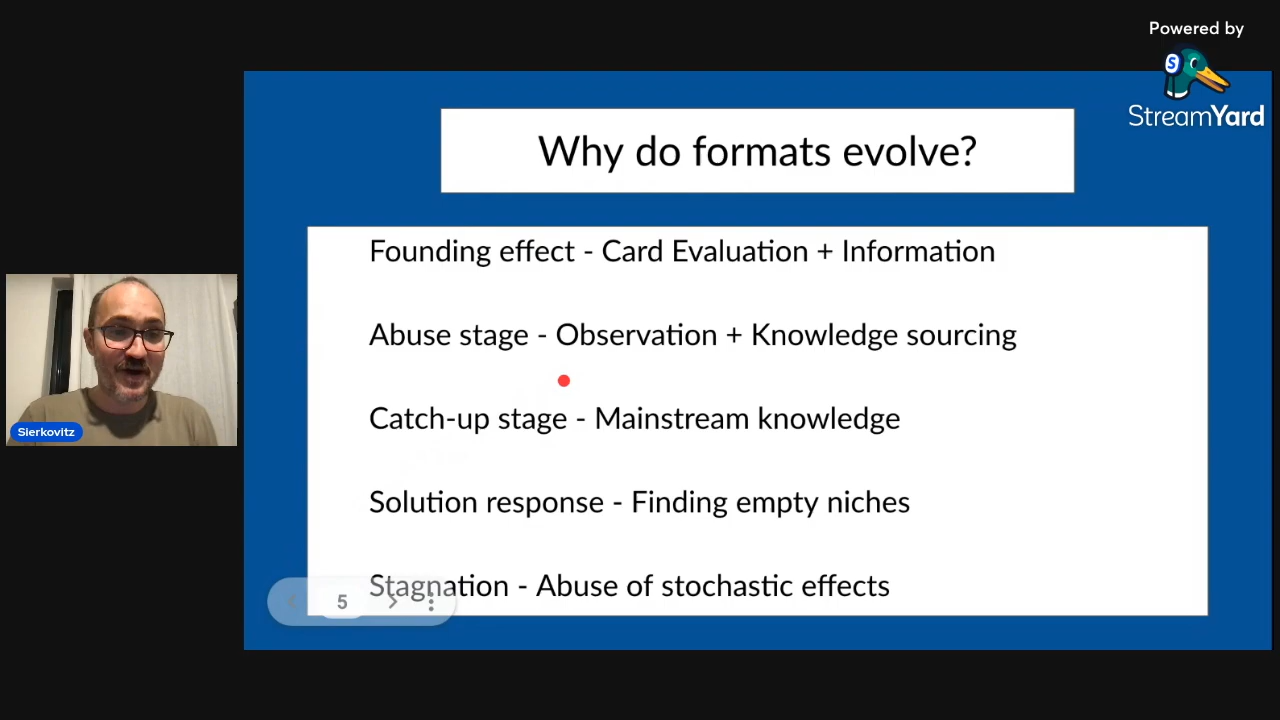 Powered by
S
StreamYard
Why do formats evolve?
Founding effect - Card Evaluation + Information
Abuse stage - Observation + Knowledge sourcing
Catch-up stage - Mainstream knowledge
Sierkovitz
Solution response - Finding empty niches
Stagnation - Abuse of stochastic effects
5